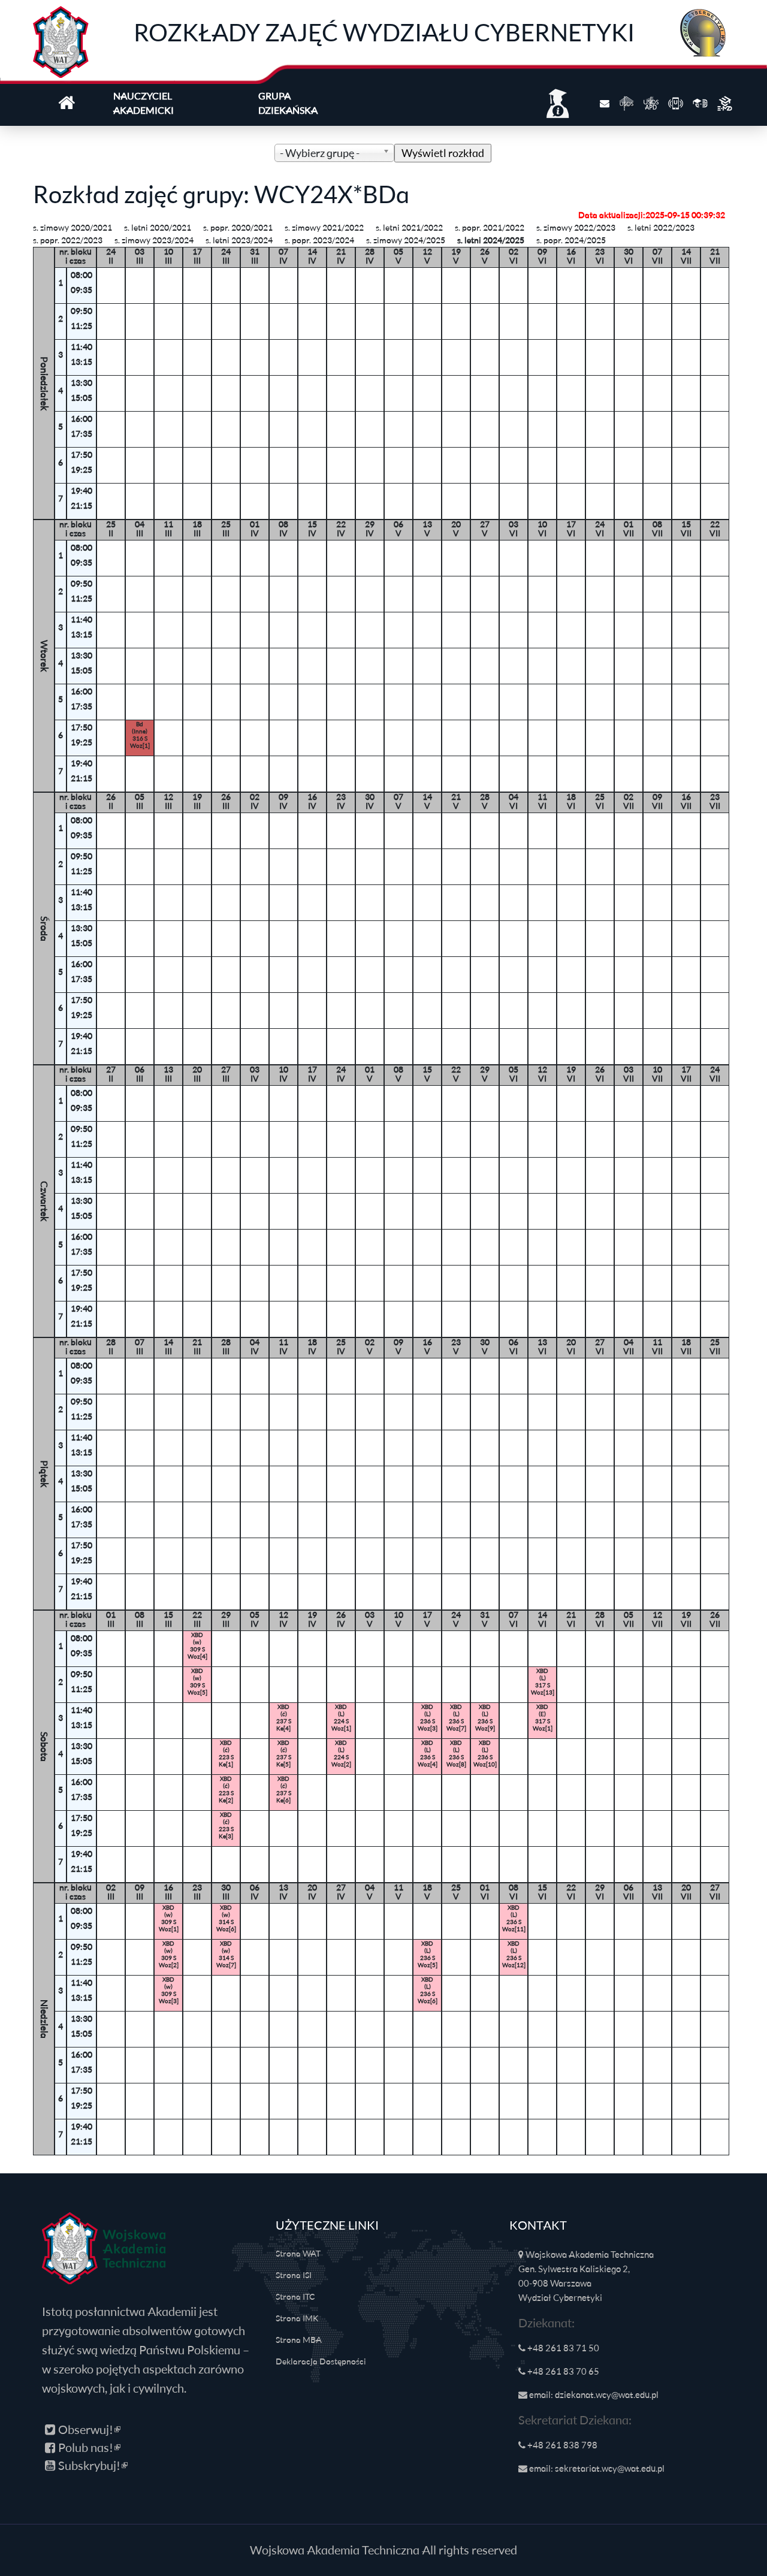 ROZKŁADY ZAJĘĆ WYDZIAŁU CYBERNETYKI
NAUCZYCIEL AKADEMICKI
GRUPA DZIEKAŃSKA
- Wybierz grupę -
Wyświetl rozkład
Rozkład zajęć grupy: WCY24X*BDa
Data aktualizacji:2025-09-15 00:39:32
s. zimowy 2020/2021 s. letni 2020/2021 s. popr. 2020/2021 s. zimowy 2021/2022 s. letni 2021/2022 s. popr. 2021/2022 s. zimowy 2022/2023 s. letni 2022/2023
s. popr. 2022/2023 s. zimowy 2023/2024 s. letni 2023/2024 s. popr. 2023/2024 s. zimowy 2024/2025 s. letni 2024/2025 s. popr. 2024/2025
Poniedziałek
nr. bloku 24 03 10 17 24 31 07 14 21 28 05 12 19 26 02 09 16 23 30 07 14 21
i czas II III III III III III IV IV IV IV V V V V VI VI VI VI VI VII VII VII
1 08:00 09:35
2 09:50 11:25
3 11:40 13:15
4 13:30 15:05
5 16:00 17:35
6 17:50 19:25
7 19:40 21:15
Wtorek
nr. bloku 25 04 11 18 25 01 08 15 22 29 06 13 20 27 03 10 17 24 01 08 15 22
i czas II III III III III IV IV IV IV IV V V V V VI VI VI VI VII VII VII VII
1 08:00 09:35
2 09:50 11:25
3 11:40 13:15
4 13:30 15:05
5 16:00 17:35
6 17:50 19:25 Bsl (inne) 316 S Woz[1]
7 19:40 21:15
Środa
nr. bloku 26 05 12 19 26 02 09 16 23 30 07 14 21 28 04 11 18 25 02 09 16 23
i czas II III III III III IV IV IV IV IV V V V V VI VI VI VI VII VII VII VII
1 08:00 09:35
2 09:50 11:25
3 11:40 13:15
4 13:30 15:05
5 16:00 17:35
6 17:50 19:25
7 19:40 21:15
Czwartek
nr. bloku 27 06 13 20 27 03 10 17 24 01 08 15 22 29 05 12 19 26 03 10 17 24
i czas II III III III III IV IV IV IV V V V V V VI VI VI VI VII VII VII VII
1 08:00 09:35
2 09:50 11:25
3 11:40 13:15
4 13:30 15:05
5 16:00 17:35
6 17:50 19:25
7 19:40 21:15
Piątek
nr. bloku 28 07 14 21 28 04 11 18 25 02 09 16 23 30 06 13 20 27 04 11 18 25
i czas II III III III III IV IV IV IV V V V V V VI VI VI VI VII VII VII VII
1 08:00 09:35
2 09:50 11:25
3 11:40 13:15
4 13:30 15:05
5 16:00 17:35
6 17:50 19:25
7 19:40 21:15
Sobota
nr. bloku 01 08 15 22 29 05 12 19 26 03 10 17 24 31 07 14 21 28 05 12 19 26
i czas III III III III III IV IV IV IV V V V V V VI VI VI VI VII VII VII VII
1 08:00 09:35 XBD (w) 309 S Woz[4]
2 09:50 11:25 XBD (w) 309 S Woz[5] XBD (L) 317 S Woz[13]
3 11:40 13:15 XBD (ć) 237 S Ke[4] XBD (L) 224 S Woz[1] XBD (L) 236 S Woz[3] XBD (L) 236 S Woz[7] XBD (L) 236 S Woz[9] XBD (E) 317 S Woz[1]
4 13:30 15:05 XBD (ć) 223 S Ke[1] XBD (ć) 237 S Ke[5] XBD (L) 224 S Woz[2] XBD (L) 236 S Woz[4] XBD (L) 236 S Woz[8] XBD (L) 236 S Woz[10]
5 16:00 17:35 XBD (ć) 223 S Ke[2] XBD (ć) 237 S Ke[6]
6 17:50 19:25 XBD (ć) 223 S Ke[3]
7 19:40 21:15
Niedziela
nr. bloku 02 09 16 23 30 06 13 20 27 04 11 18 25 01 08 15 22 29 06 13 20 27
i czas III III III III III IV IV IV IV V V V V VI VI VI VI VI VII VII VII VII
1 08:00 09:35 XBD (w) 309 S Woz[1] XBD (w) 314 S Woz[6] XBD (L) 236 S Woz[11]
2 09:50 11:25 XBD (w) 309 S Woz[2] XBD (w) 314 S Woz[7] XBD (L) 236 S Woz[5] XBD (L) 236 S Woz[12]
3 11:40 13:15 XBD (w) 309 S Woz[3] XBD (L) 236 S Woz[6]
4 13:30 15:05
5 16:00 17:35
6 17:50 19:25
7 19:40 21:15
WAT
Wojskowa
Akademia
Techniczna
Istotą posłannictwa Akademii jest
przygotowanie absolwentów gotowych
służyć swą wiedzą Państwu Polskiemu –
w szeroko pojętych aspektach zarówno
wojskowych, jak i cywilnych.
Obserwuj!
Polub nas!
Subskrybuj!
UŻYTECZNE LINKI
Strona WAT
Strona ISI
Strona ITC
Strona IMK
Strona MBA
Deklaracja Dostępności
KONTAKT
Wojskowa Akademia Techniczna
Gen. Sylwestra Kaliskiego 2,
00-908 Warszawa
Wydział Cybernetyki
Dziekanat:
+48 261 83 71 50
+48 261 83 70 65
email: dziekanat.wcy@wat.edu.pl
Sekretariat Dziekana:
+48 261 838 798
email: sekretariat.wcy@wat.edu.pl
Wojskowa Akademia Techniczna All rights reserved